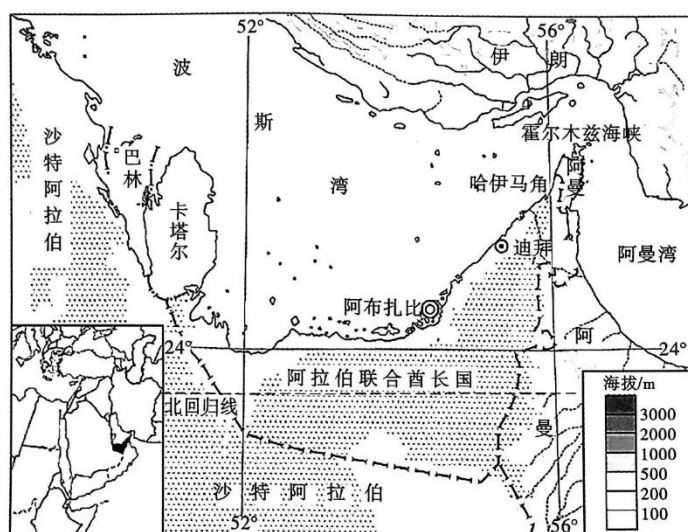 52°
56°
伊朗
波斯湾
霍尔木兹海峡
沙特阿拉伯
巴林
卡塔尔
哈伊马角
阿曼
迪拜
阿曼湾
阿布扎比
24°
24°
阿曼
阿拉伯联合酋长国
北回归线
沙特阿拉伯
52°
56°
海拔/m
3000
2000
1000
500
200
100